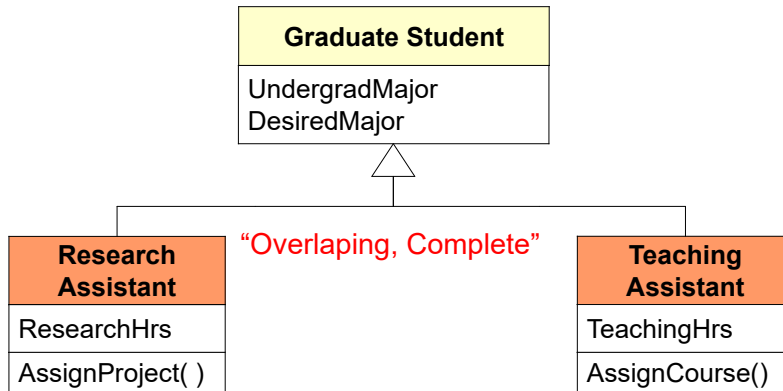 Graduate Student
UndergradMajor
DesiredMajor
“Overlaping, Complete”
Research
Assistant
ResearchHrs
AssignProject( )
Teaching
Assistant
TeachingHrs
AssignCourse()